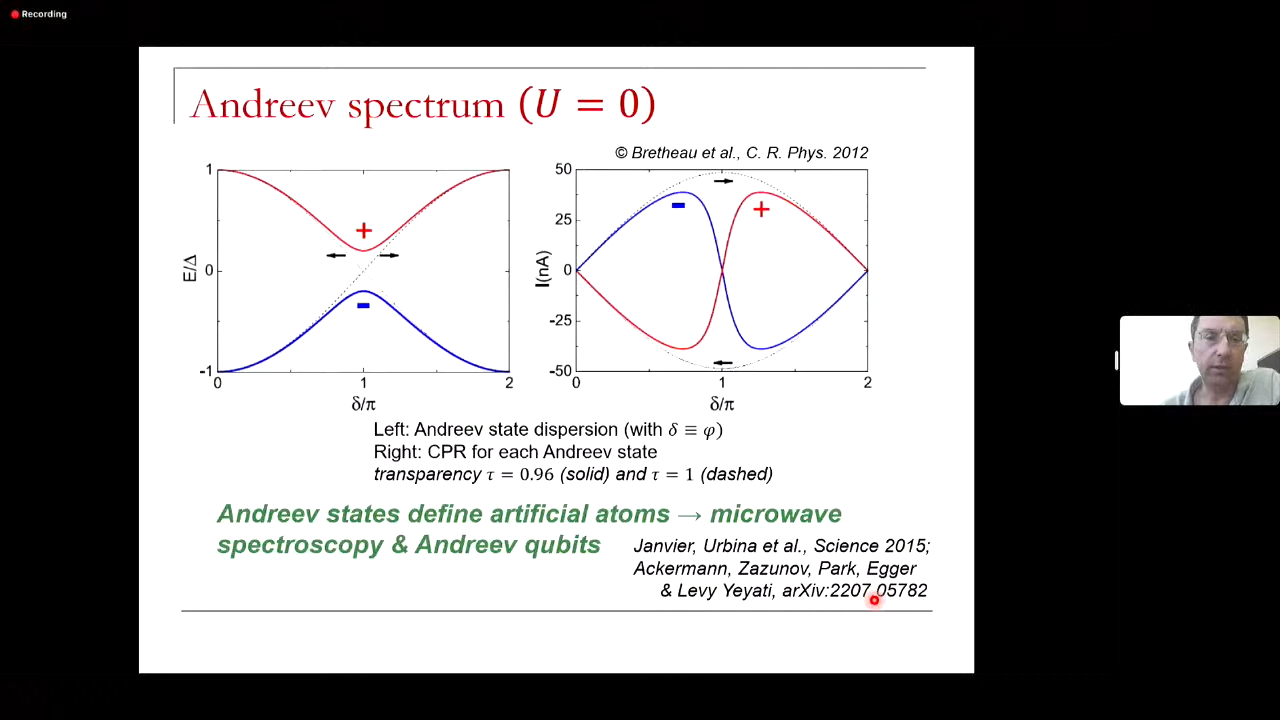 Recording
Andreev spectrum (U = 0)
© Bretheau et al., C. R. Phys. 2012
1
0
-1
E/Δ
+
-
0
1
2
δ/π
50
25
0
-25
-50
I(nA)
-
+
0
1
2
δ/π
Left: Andreev state dispersion (with δ ≡ φ)
Right: CPR for each Andreev state
transparency τ = 0.96 (solid) and τ = 1 (dashed)
Andreev states define artificial atoms → microwave
spectroscopy & Andreev qubits
Janvier, Urbina et al., Science 2015;
Ackermann, Zazunov, Park, Egger
& Levy Yeyati, arXiv:2207.05782